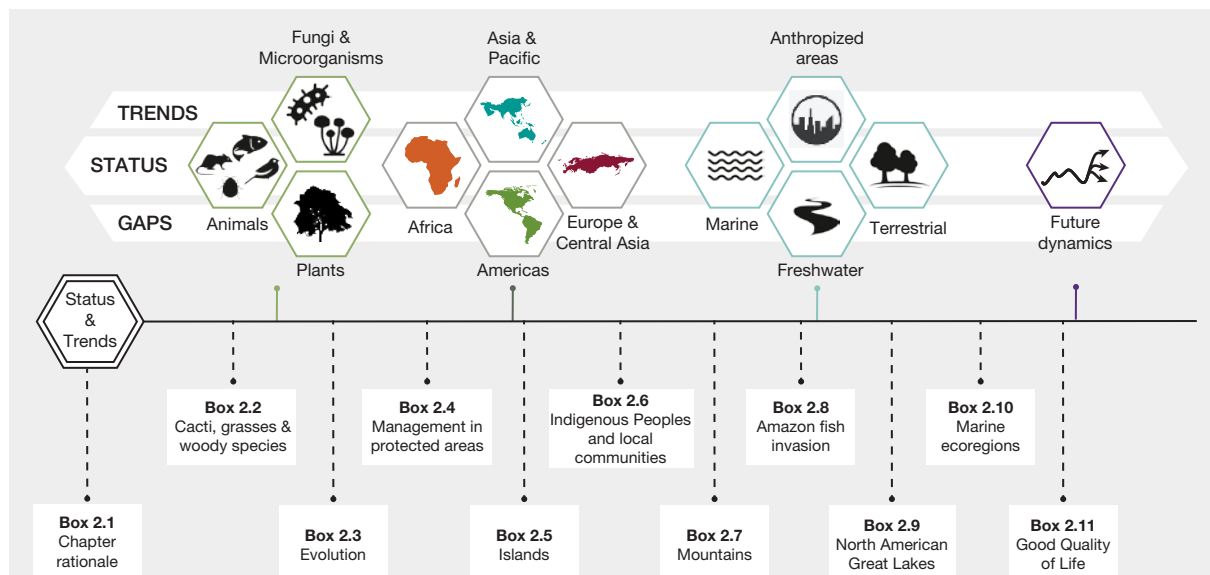 Fungi &
Microorganisms
Asia &
Pacific
Anthropized
areas
TRENDS
STATUS
GAPS
Animals
Plants
Africa
Americas
Europe &
Central Asia
Marine
Freshwater
Terrestrial
Future
dynamics
Status
&
Trends
Box 2.2
Cacti, grasses &
woody species
Box 2.4
Management in
protected areas
Box 2.6
Indigenous Peoples
and local
communities
Box 2.8
Amazon fish
invasion
Box 2.10
Marine
ecoregions
Box 2.1
Chapter
rationale
Box 2.3
Evolution
Box 2.5
Islands
Box 2.7
Mountains
Box 2.9
North American
Great Lakes
Box 2.11
Good Quality
of Life